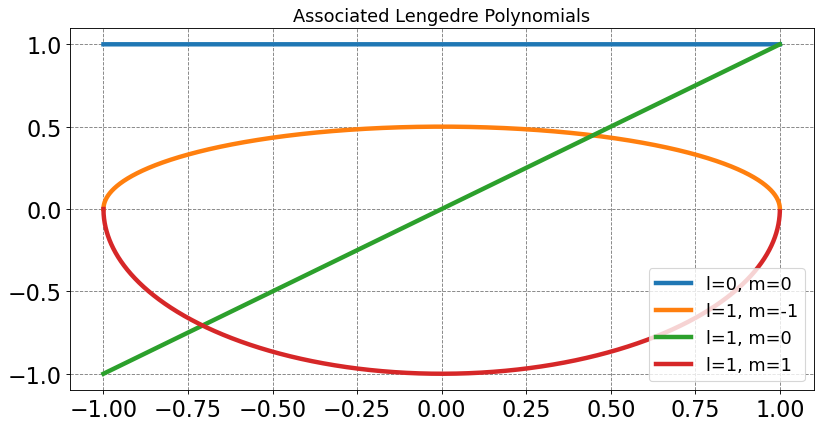 Associated Lengedre Polynomials
1.0
0.5
0.0
−0.5
−1.0
l=0, m=0
l=1, m=-1
l=1, m=0
l=1, m=1
−1.00 −0.75 −0.50 −0.25 0.00 0.25 0.50 0.75 1.00